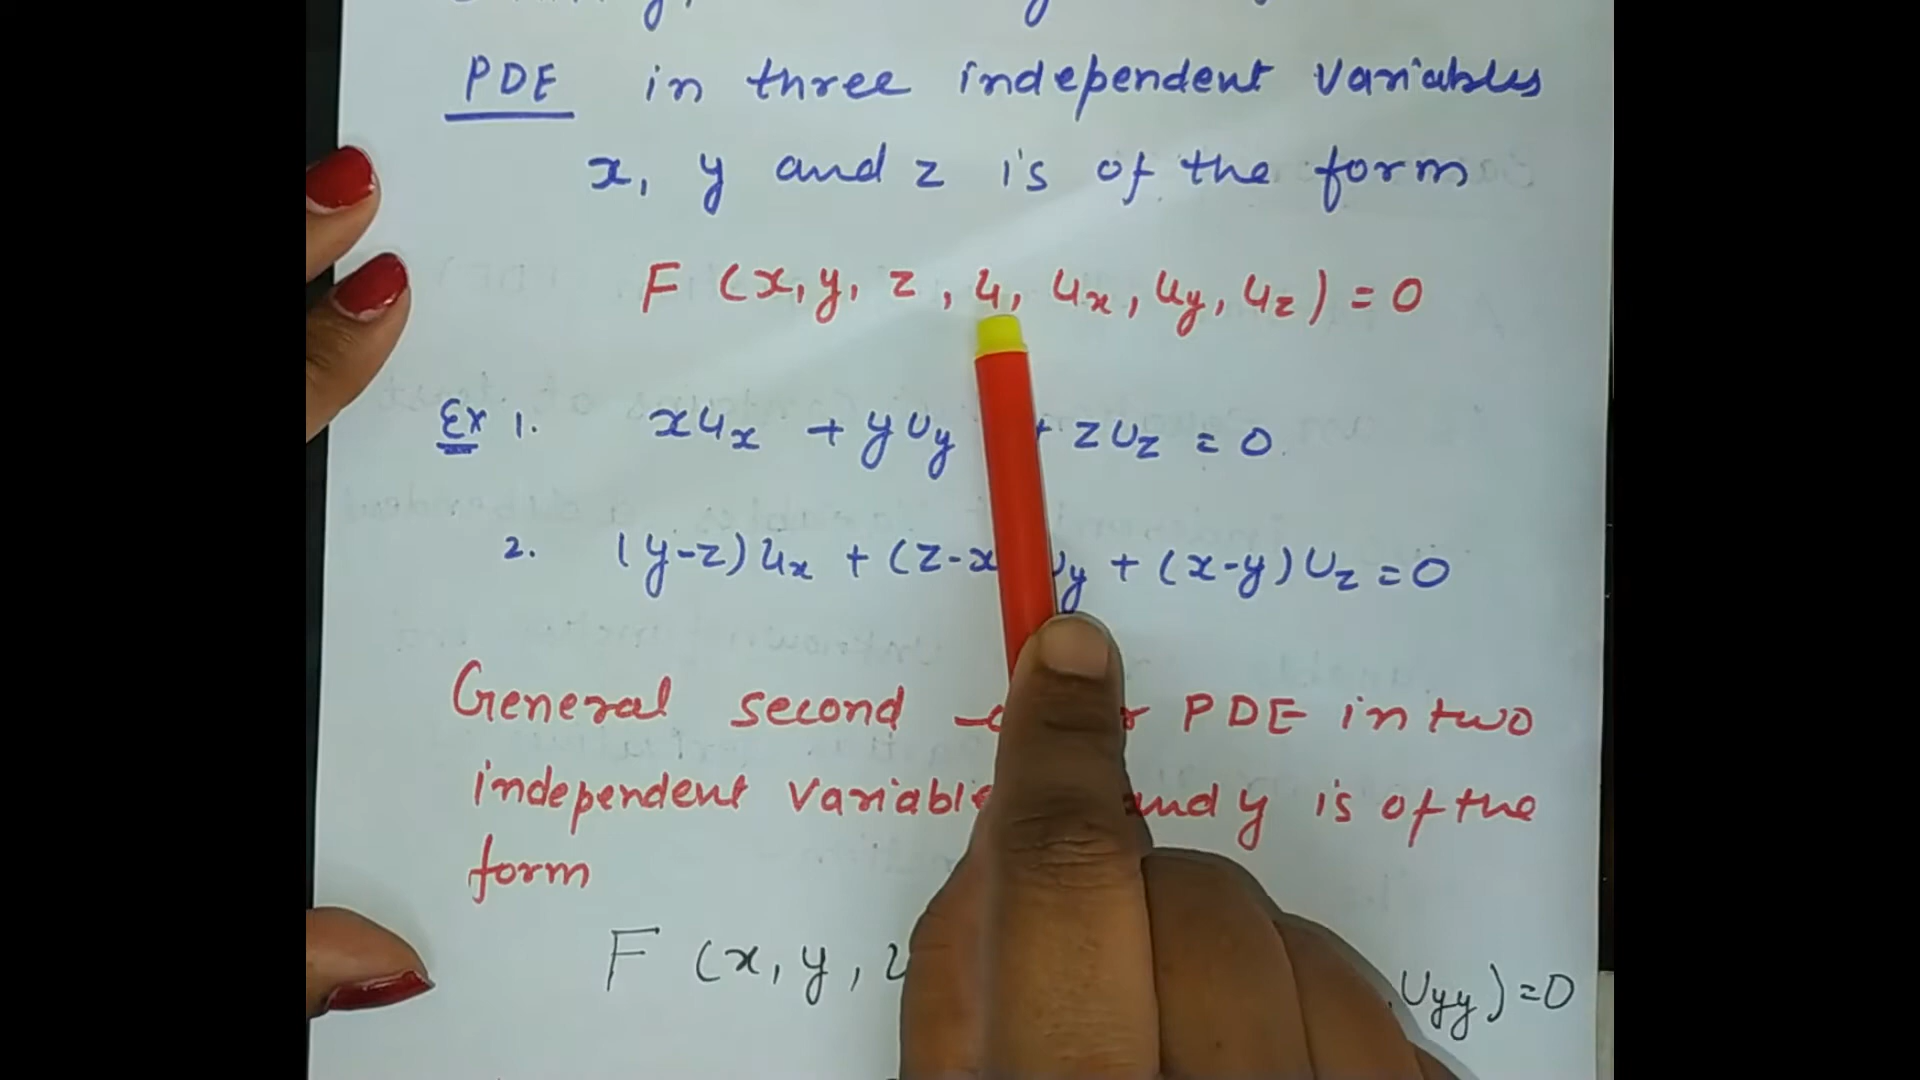 PDE in three independent variables
x, y and z is of the form
F (x, y, z, u, ux, uy, uz) = 0
Ex 1. xux + yuy + zuz = 0.
2. (y-z)ux + (z-x uy + (x-y)uz = 0
General second PDE in two
independent and y is of the
form
F (x, y, uyy) = 0